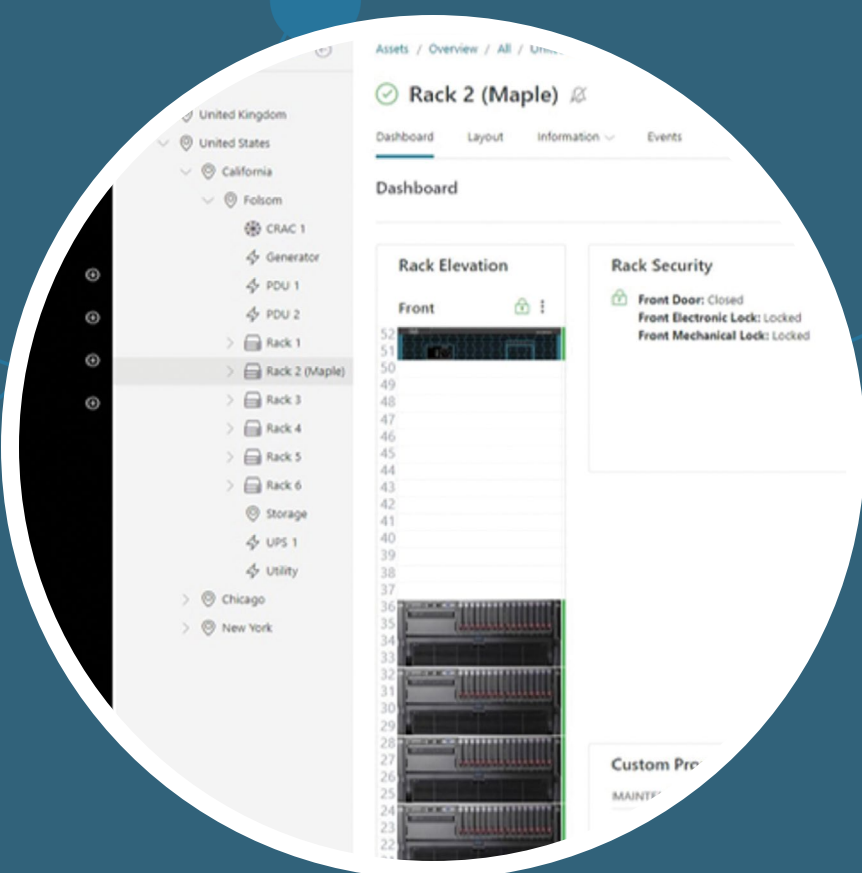 Assets / Overview / All /
Rack 2 (Maple)
Dashboard Layout Information Events
Dashboard
United Kingdom
United States
California
Folsom
CRAC 1
Generator
PDU 1
PDU 2
Rack 1
Rack 2 (Maple)
Rack 3
Rack 4
Rack 5
Rack 6
Storage
UPS 1
Utility
Chicago
New York
Rack Elevation
Front
52
51
50
49
48
47
46
45
44
43
42
41
40
39
38
37
36
35
34
33
32
31
30
29
28
27
26
25
24
23
22
Rack Security
Front Door: Closed
Front Electronic Lock: Locked
Front Mechanical Lock: Locked
Custom Pro
MAINTE